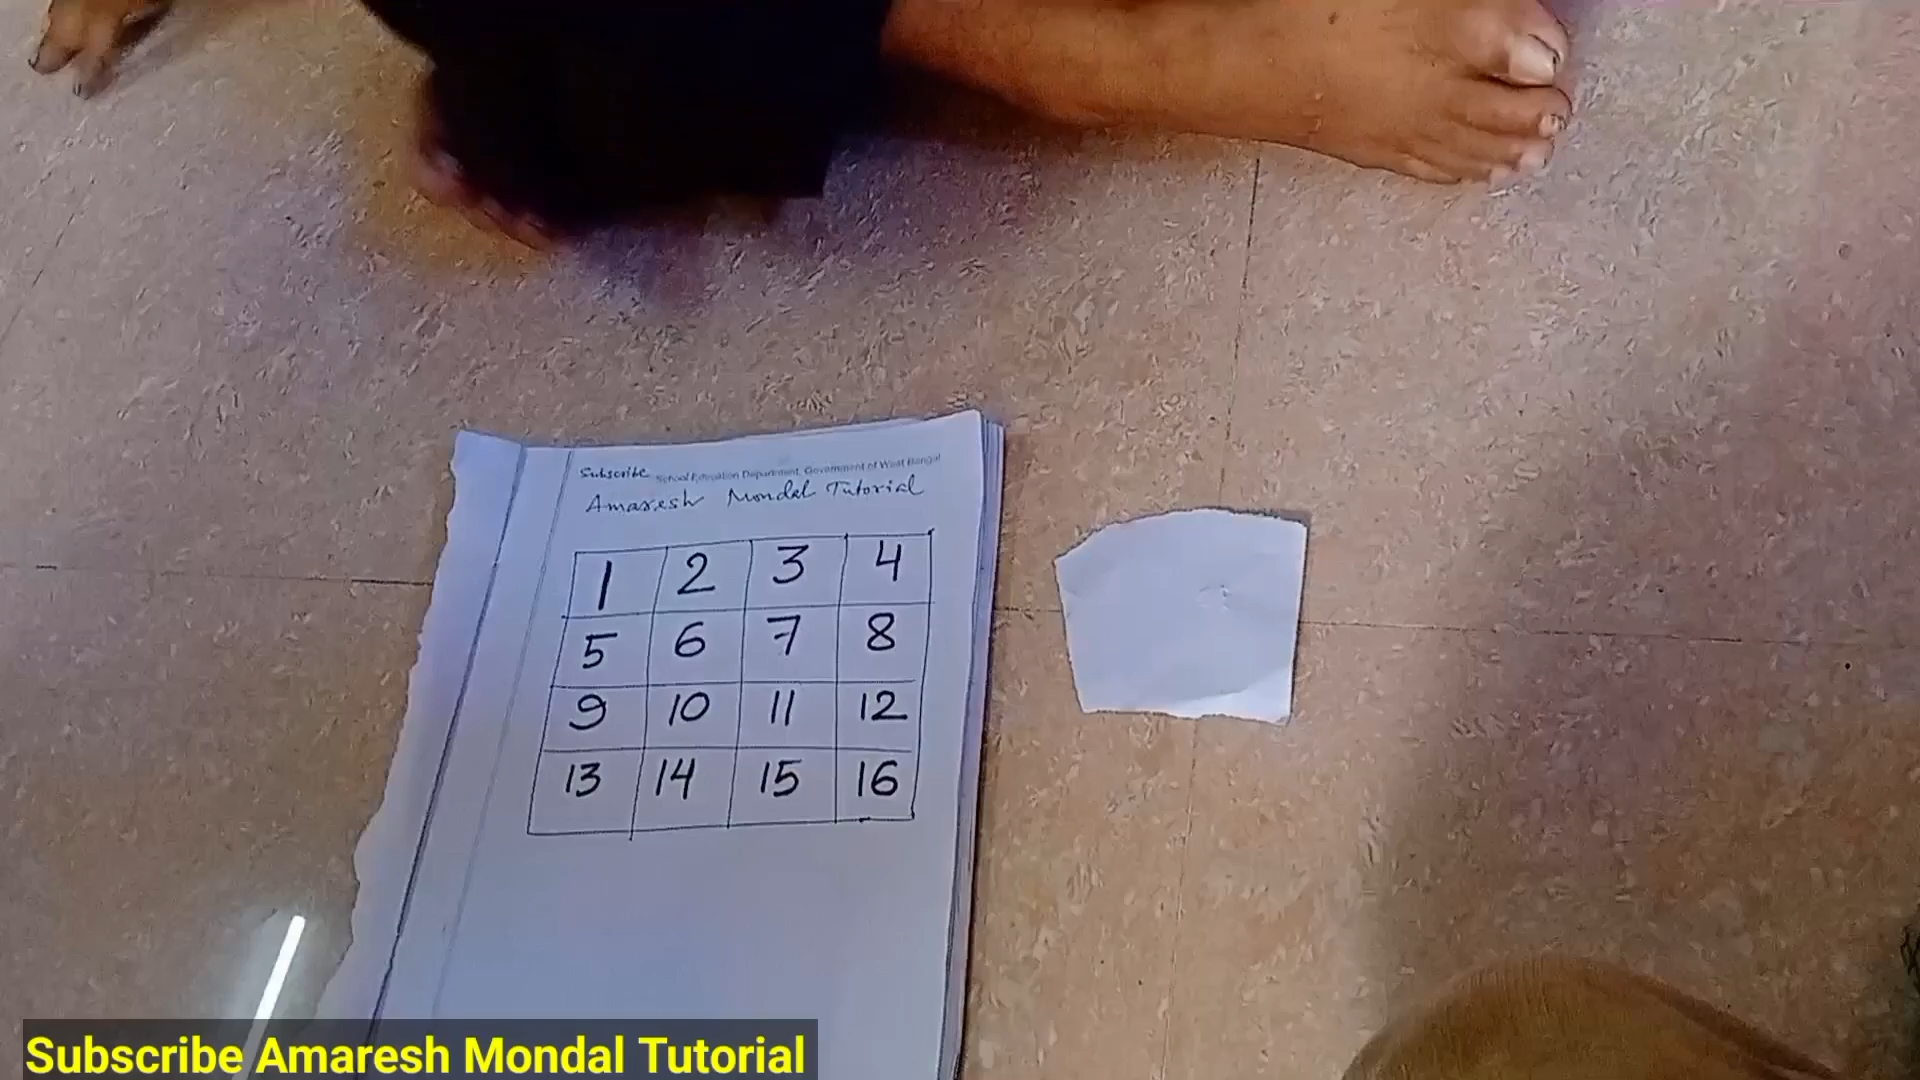 Subscribe School Education Department, Government of West Bengal
Amaresh Mondal Tutorial
1 2 3 4
5 6 7 8
9 10 11 12
13 14 15 16
Subscribe Amaresh Mondal Tutorial